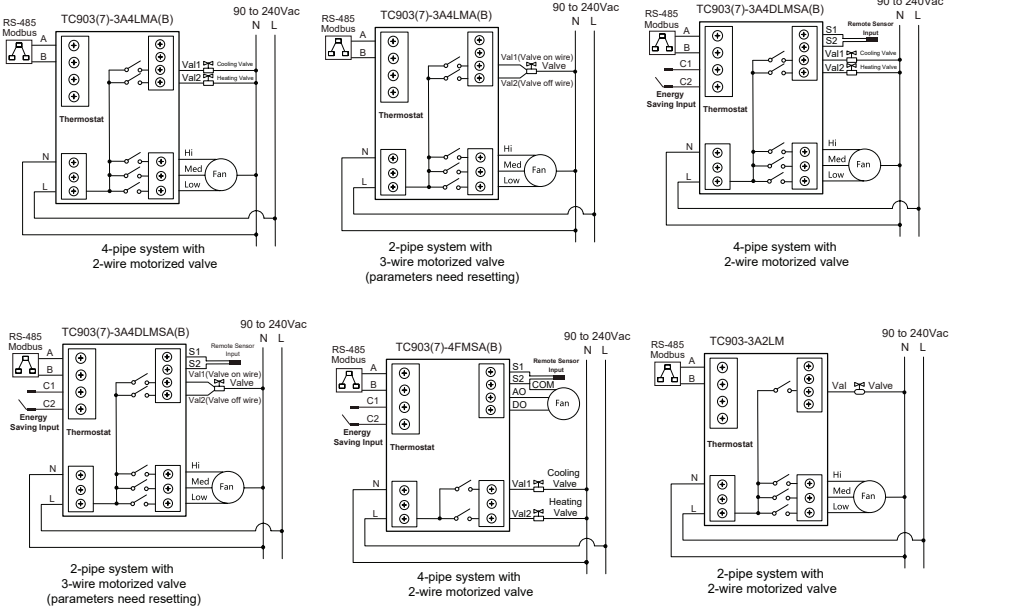 TC903(7)-3A4LMA(B)
90 to 240Vac
N L
RS-485
Modbus
A
B
Val1 Cooling Valve
Val2 Heating Valve
Thermostat
N
L
Hi
Med
Low
Fan
4-pipe system with
2-wire motorized valve
TC903(7)-3A4LMA(B)
90 to 240Vac
N L
RS-485
Modbus
A
B
Val1(Valve on wire)
Valve
Val2(Valve off wire)
Thermostat
N
L
Hi
Med
Low
Fan
2-pipe system with
3-wire motorized valve
(parameters need resetting)
TC903(7)-3A4DLMSA(B)
90 to 240Vac
N L
RS-485
Modbus
A
B
C1
C2
Energy
Saving Input
S1
S2
Remote Sensor
Input
Val1 Cooling Valve
Val2 Heating Valve
Thermostat
N
L
Hi
Med
Low
Fan
4-pipe system with
2-wire motorized valve
TC903(7)-3A4DLMSA(B)
90 to 240Vac
N L
RS-485
Modbus
A
B
C1
C2
Energy
Saving Input
S1
S2
Remote Sensor
Input
Val1(Valve on wire)
Valve
Val2(Valve off wire)
Thermostat
N
L
Hi
Med
Low
Fan
2-pipe system with
3-wire motorized valve
(parameters need resetting)
TC903(7)-4FMSA(B)
90 to 240Vac
N L
RS-485
Modbus
A
B
C1
C2
Energy
Saving Input
S1
S2
Remote Sensor
Input
COM
AO
DO
Fan
Thermostat
N
L
Cooling
Val1 Valve
Heating
Val2 Valve
4-pipe system with
2-wire motorized valve
TC903-3A2LM
90 to 240Vac
N L
RS-485
Modbus
A
B
Val Valve
Thermostat
N
L
Hi
Med
Low
Fan
2-pipe system with
2-wire motorized valve